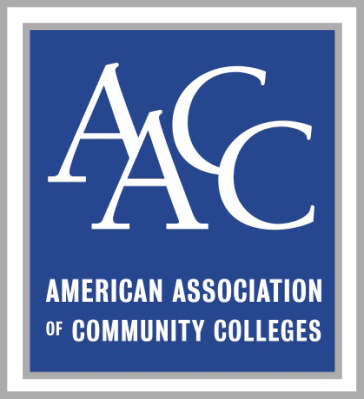 AACC
AMERICAN ASSOCIATION
OF COMMUNITY COLLEGES